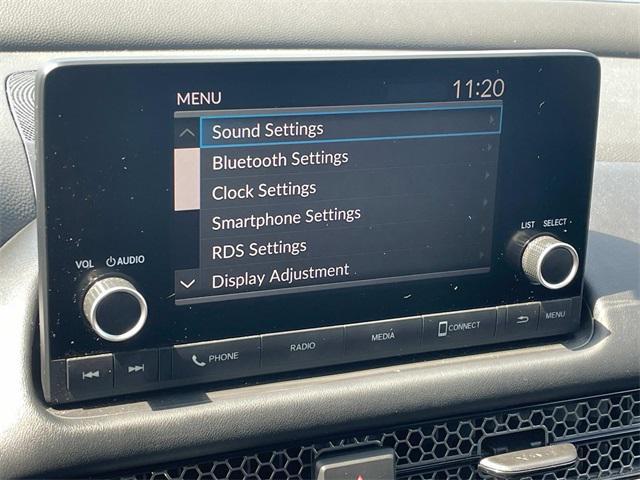 MENU 11:20
Sound Settings
Bluetooth Settings
Clock Settings
Smartphone Settings
RDS Settings
Display Adjustment
VOL AUDIO
LIST SELECT
PHONE RADIO MEDIA CONNECT MENU